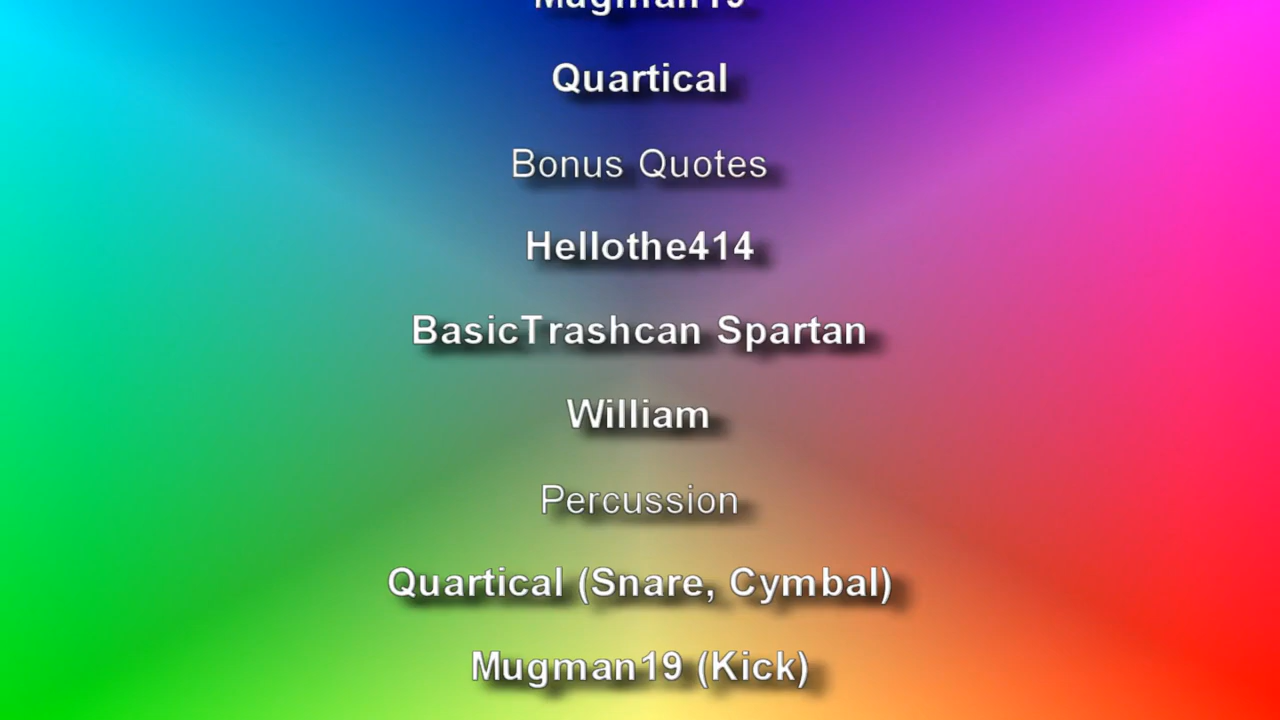 Mugman19
Quartical
Bonus Quotes
Hellothe414
BasicTrashcan Spartan
William
Percussion
Quartical (Snare, Cymbal)
Mugman19 (Kick)